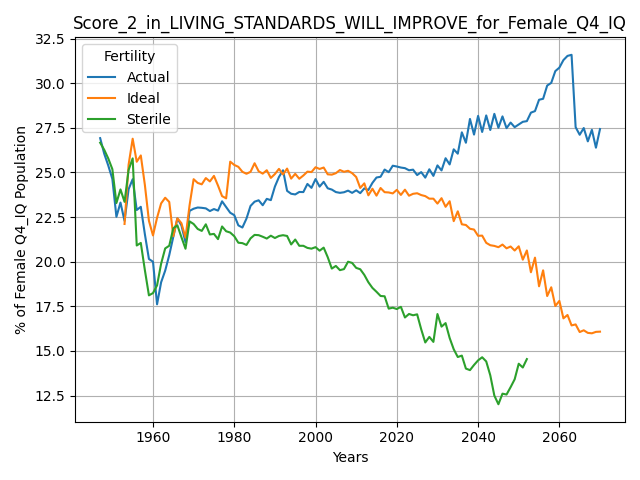 Score_2_in_LIVING_STANDARDS_WILL_IMPROVE_for_Female_Q4_IQ
32.5
30.0
27.5
25.0
22.5
20.0
17.5
15.0
12.5
% of Female Q4_IQ Population
Fertility
Actual
Ideal
Sterile
1960
1980
2000
2020
2040
2060
Years